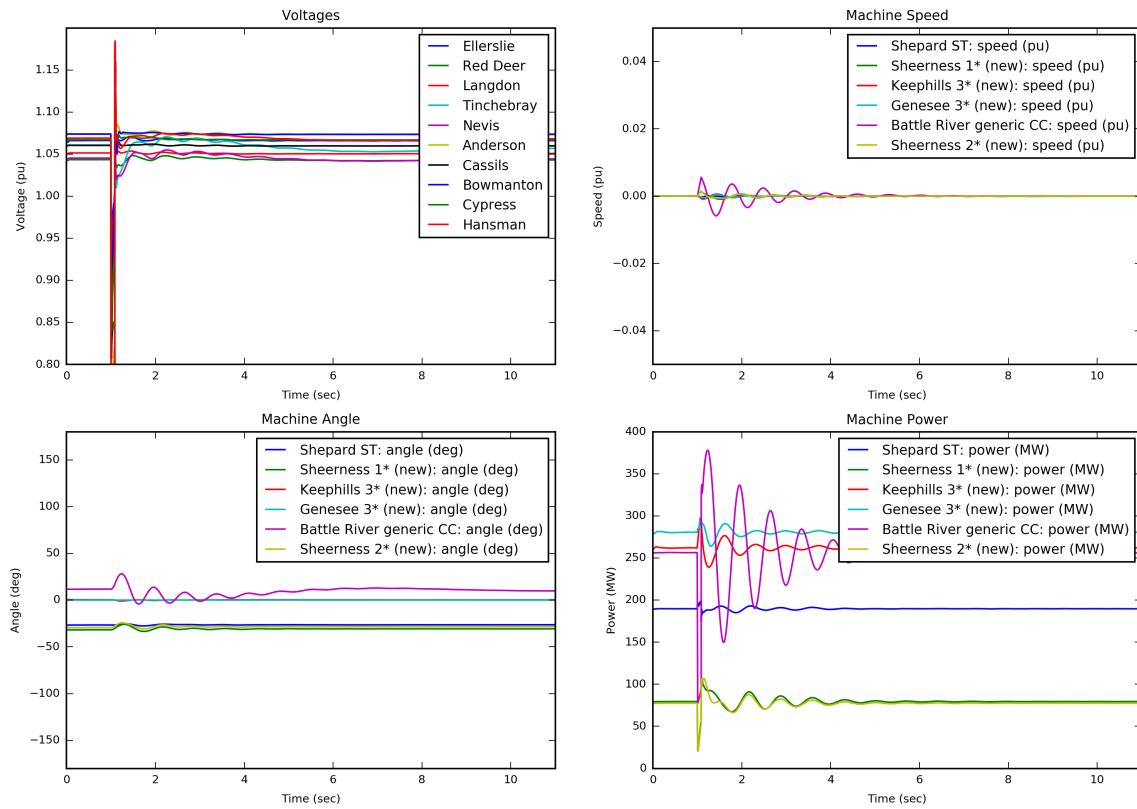 Voltages
1.15
1.10
1.05
1.00
0.95
0.90
0.85
0.80
Voltage (pu)
0
2
4
6
8
10
Time (sec)
Ellerslie
Red Deer
Langdon
Tinchebray
Nevis
Anderson
Cassils
Bowmanton
Cypress
Hansman
Machine Speed
0.04
0.02
0.00
−0.02
−0.04
Speed (pu)
0
2
4
6
8
10
Time (sec)
Shepard ST: speed (pu)
Sheerness 1* (new): speed (pu)
Keephills 3* (new): speed (pu)
Genesee 3* (new): speed (pu)
Battle River generic CC: speed (pu)
Sheerness 2* (new): speed (pu)
Machine Angle
150
100
50
0
−50
−100
−150
Angle (deg)
0
2
4
6
8
10
Time (sec)
Shepard ST: angle (deg)
Sheerness 1* (new): angle (deg)
Keephills 3* (new): angle (deg)
Genesee 3* (new): angle (deg)
Battle River generic CC: angle (deg)
Sheerness 2* (new): angle (deg)
Machine Power
400
350
300
250
200
150
100
50
0
Power (MW)
0
2
4
6
8
10
Time (sec)
Shepard ST: power (MW)
Sheerness 1* (new): power (MW)
Keephills 3* (new): power (MW)
Genesee 3* (new): power (MW)
Battle River generic CC: power (MW)
Sheerness 2* (new): power (MW)